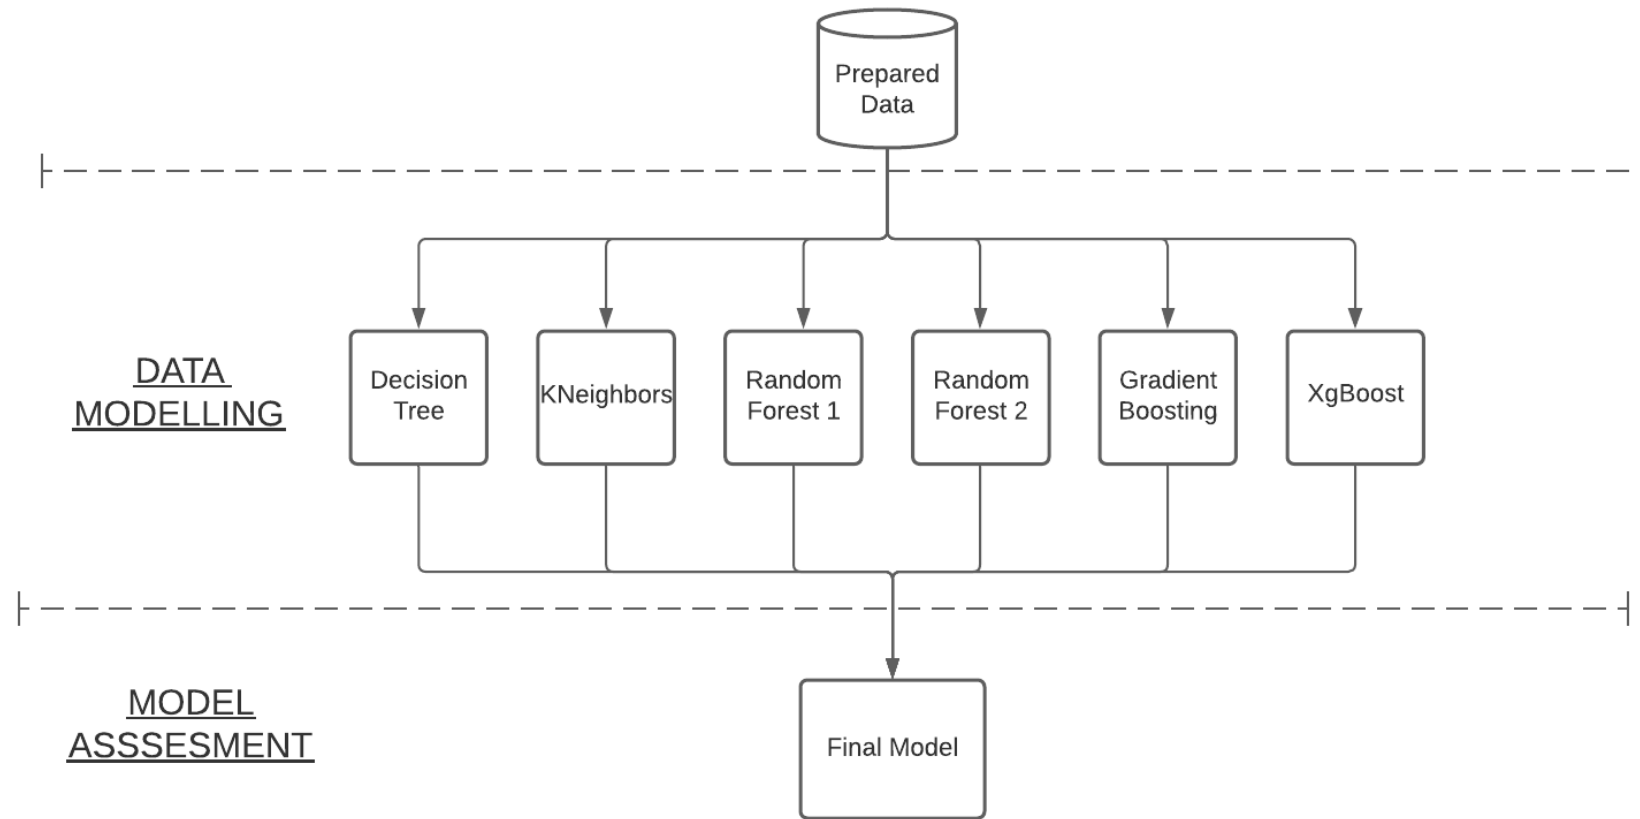 Prepared
Data
DATA
MODELLING
Decision
Tree
KNeighbors
Random
Forest 1
Random
Forest 2
Gradient
Boosting
XgBoost
MODEL
ASSSESMENT
Final Model